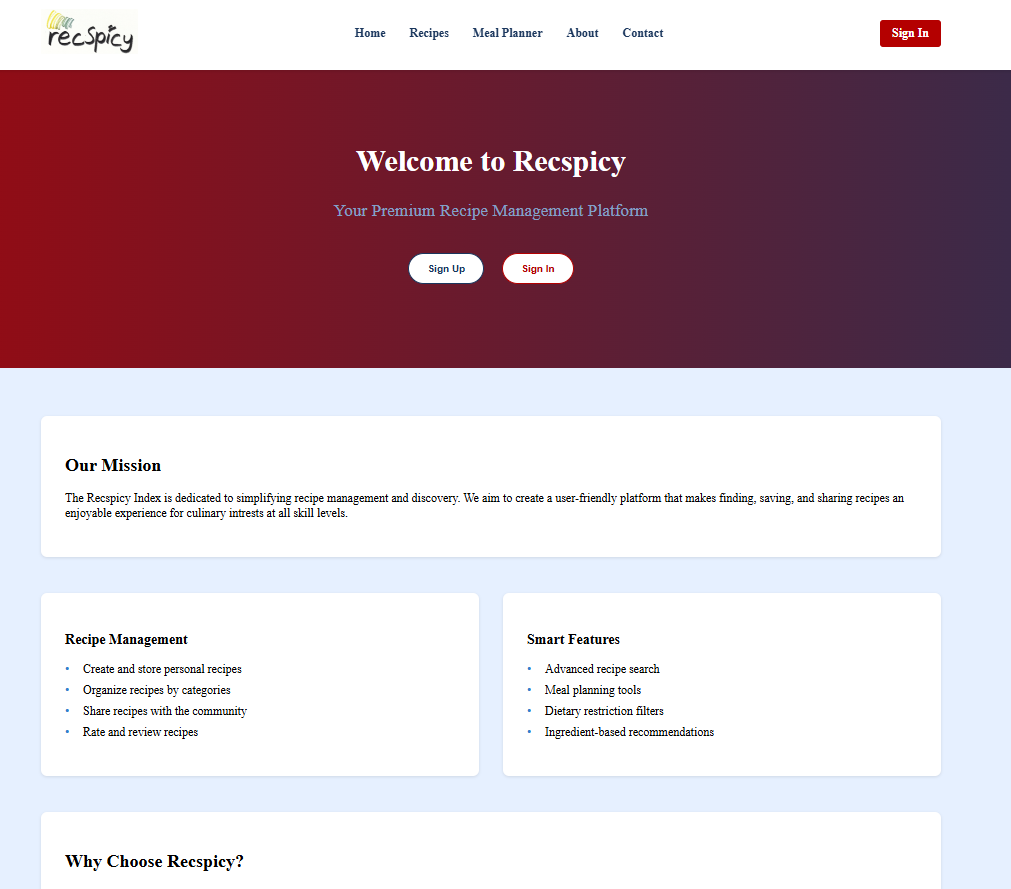 recspicy
Home Recipes Meal Planner About Contact Sign In
Welcome to Recspicy
Your Premium Recipe Management Platform
Sign Up Sign In
Our Mission
The Recspicy Index is dedicated to simplifying recipe management and discovery. We aim to create a user-friendly platform that makes finding, saving, and sharing recipes an
enjoyable experience for culinary intrests at all skill levels.
Recipe Management
• Create and store personal recipes
• Organize recipes by categories
• Share recipes with the community
• Rate and review recipes
Smart Features
• Advanced recipe search
• Meal planning tools
• Dietary restriction filters
• Ingredient-based recommendations
Why Choose Recspicy?